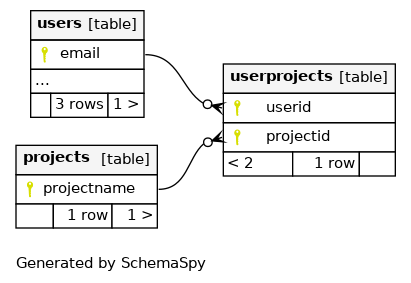 users [table]
email
...
3 rows 1 >
projects [table]
projectname
1 row 1 >
userprojects [table]
userid
projectid
< 2 1 row
Generated by SchemaSpy